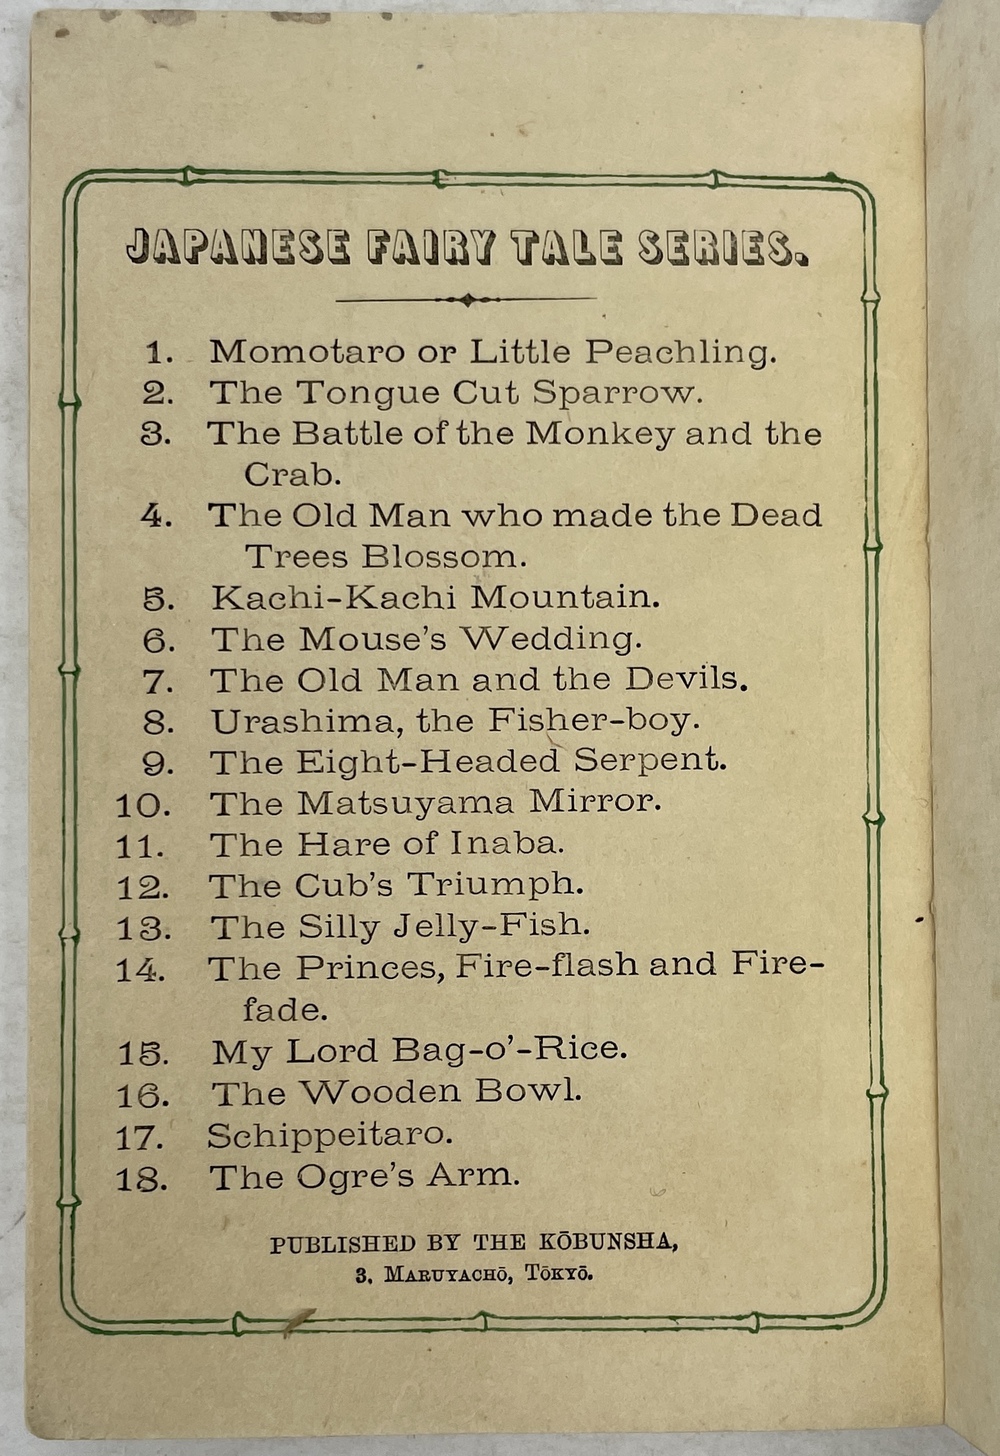 JAPANESE FAIRY TALE SERIES.
1. Momotaro or Little Peachling.
2. The Tongue Cut Sparrow.
3. The Battle of the Monkey and the
Crab.
4. The Old Man who made the Dead
Trees Blossom.
5. Kachi-Kachi Mountain.
6. The Mouse's Wedding.
7. The Old Man and the Devils.
8. Urashima, the Fisher-boy.
9. The Eight-Headed Serpent.
10. The Matsuyama Mirror.
11. The Hare of Inaba.
12. The Cub's Triumph.
13. The Silly Jelly-Fish.
14. The Princes, Fire-flash and Fire-
fade.
15. My Lord Bag-o'-Rice.
16. The Wooden Bowl.
17. Schippeitaro.
18. The Ogre's Arm.
PUBLISHED BY THE KŌBUNSHA,
3, MARUYACHŌ, TŌKYŌ.